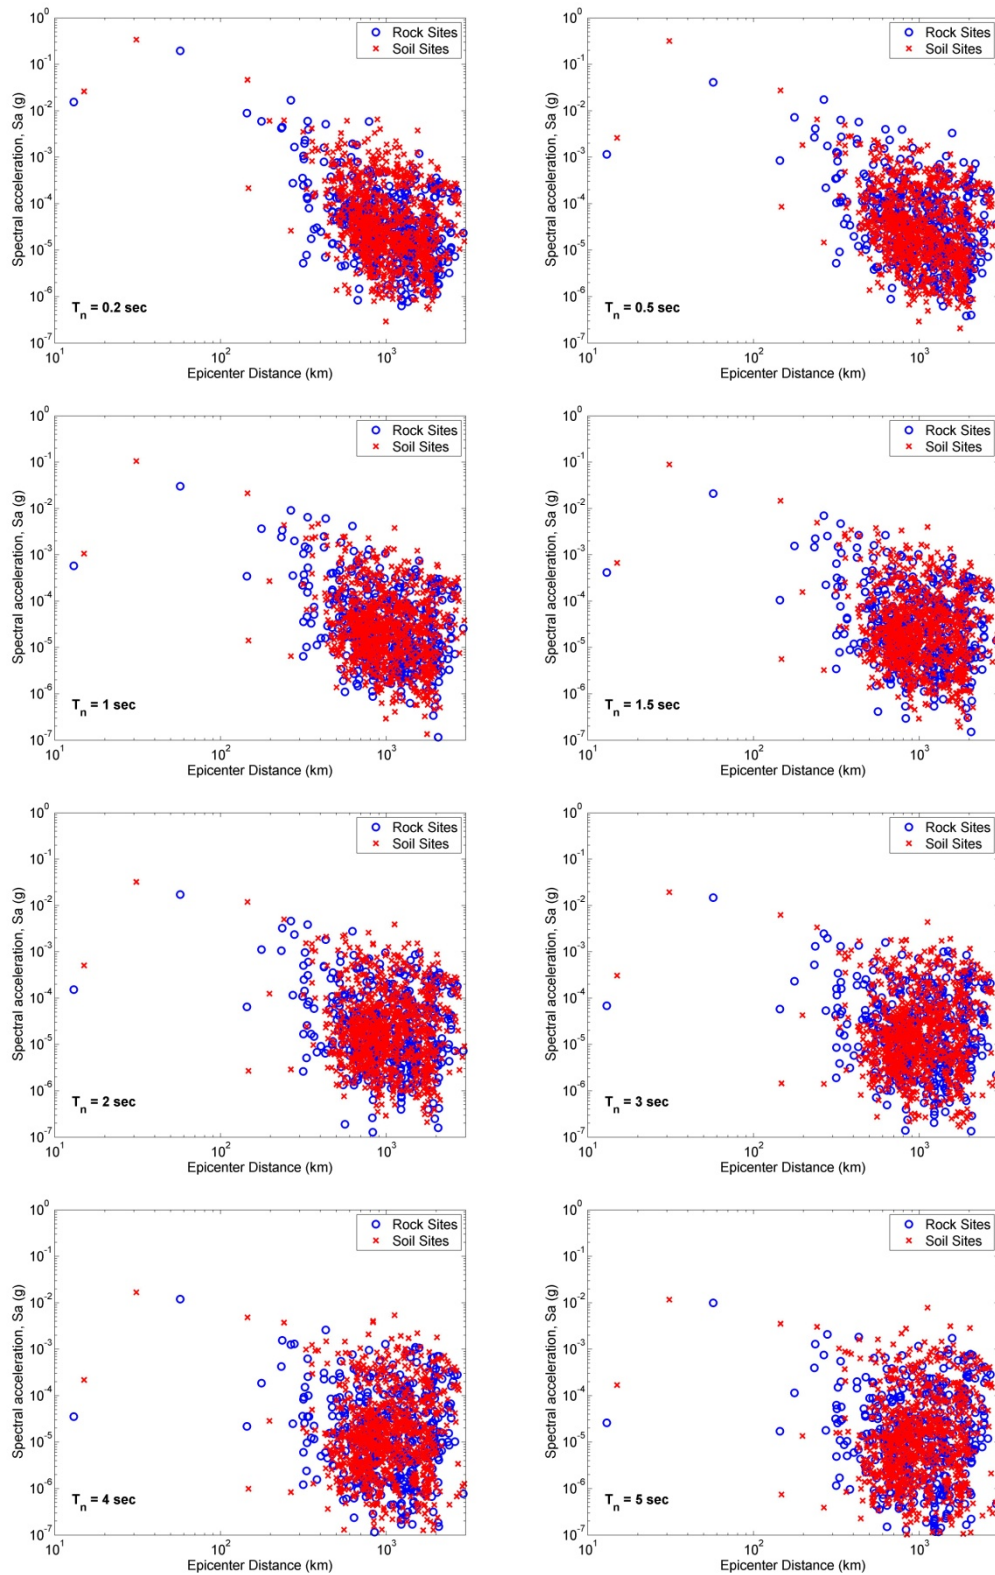 10^0
10^-1
10^-2
10^-3
10^-4
10^-5
10^-6
10^-7
Spectral acceleration, Sa (g)
Rock Sites
Soil Sites
T_n = 0.2 sec
10^1
10^2
10^3
Epicenter Distance (km)
10^0
10^-1
10^-2
10^-3
10^-4
10^-5
10^-6
10^-7
Spectral acceleration, Sa (g)
Rock Sites
Soil Sites
T_n = 0.5 sec
10^1
10^2
10^3
Epicenter Distance (km)
10^0
10^-1
10^-2
10^-3
10^-4
10^-5
10^-6
10^-7
Spectral acceleration, Sa (g)
Rock Sites
Soil Sites
T_n = 1 sec
10^1
10^2
10^3
Epicenter Distance (km)
10^0
10^-1
10^-2
10^-3
10^-4
10^-5
10^-6
10^-7
Spectral acceleration, Sa (g)
Rock Sites
Soil Sites
T_n = 1.5 sec
10^1
10^2
10^3
Epicenter Distance (km)
10^0
10^-1
10^-2
10^-3
10^-4
10^-5
10^-6
10^-7
Spectral acceleration, Sa (g)
Rock Sites
Soil Sites
T_n = 2 sec
10^1
10^2
10^3
Epicenter Distance (km)
10^0
10^-1
10^-2
10^-3
10^-4
10^-5
10^-6
10^-7
Spectral acceleration, Sa (g)
Rock Sites
Soil Sites
T_n = 3 sec
10^1
10^2
10^3
Epicenter Distance (km)
10^0
10^-1
10^-2
10^-3
10^-4
10^-5
10^-6
10^-7
Spectral acceleration, Sa (g)
Rock Sites
Soil Sites
T_n = 4 sec
10^1
10^2
10^3
Epicenter Distance (km)
10^0
10^-1
10^-2
10^-3
10^-4
10^-5
10^-6
10^-7
Spectral acceleration, Sa (g)
Rock Sites
Soil Sites
T_n = 5 sec
10^1
10^2
10^3
Epicenter Distance (km)